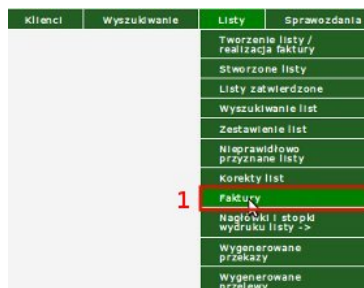 Klienci Wyszukiwanie Listy Sprawozdania
Tworzenie listy /
realizacja faktury
Stworzone listy
Listy zatwierdzone
Wyszukiwanie list
Zestawienie list
Nieprawidłowo
przyznane listy
Korekty list
1 Faktury
Nagłówki i stopki
wydruku listy ->
Wygenerowane
przekazy
Wygenerowane
przelewy